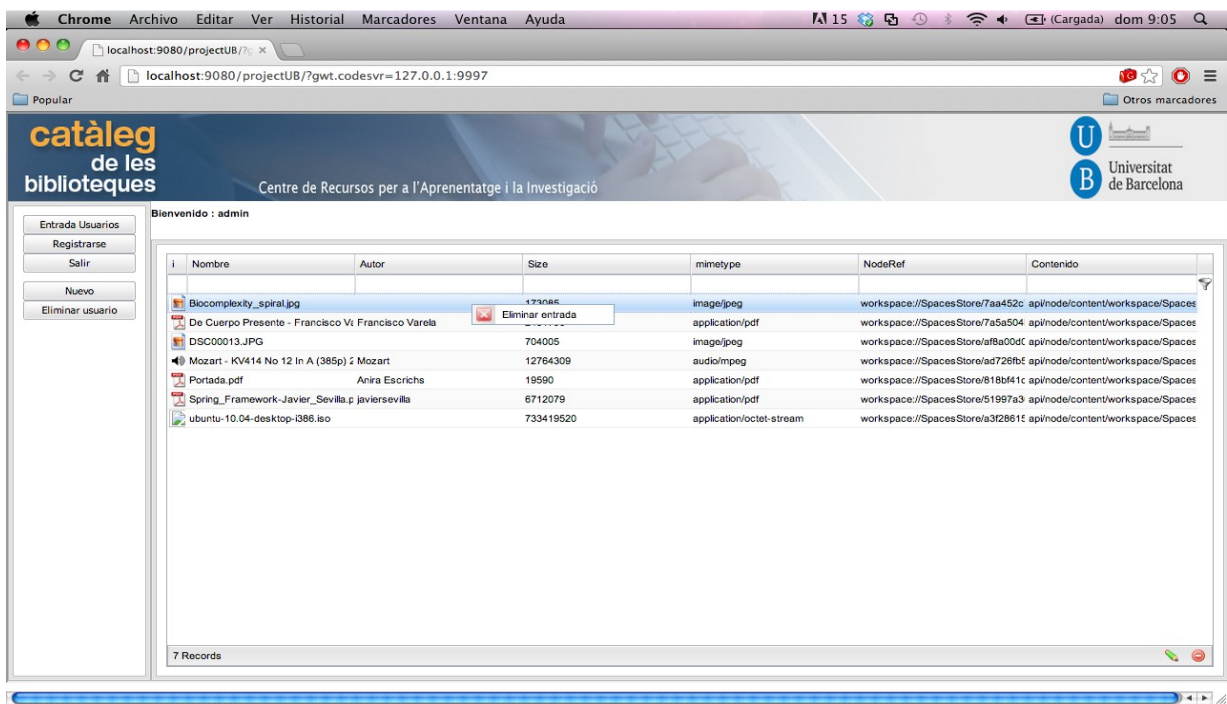 Chrome Archivo Editar Ver Historial Marcadores Ventana Ayuda 15 (Cargada) dom 9:05
localhost:9080/projectUB/?
localhost:9080/projectUB/?gwt.codesvr=127.0.0.1:9997
Popular Otros marcadores
catàleg
de les
biblioteques
Centre de Recursos per a l'Aprenentatge i la Investigació
U
B
Universitat
de Barcelona
Entrada Usuarios
Registrarse
Salir
Nuevo
Eliminar usuario
Bienvenido : admin
i Nombre Autor Size mimetype NodeRef Contenido
Biocomplexity_spiral.jpg 173085 image/jpeg workspace://SpacesStore/7aa452c api/node/content/workspace/Spaces
Eliminar entrada
De Cuerpo Presente - Francisco Va Francisco Varela application/pdf workspace://SpacesStore/7a5a504 api/node/content/workspace/Spaces
DSC00013.JPG 704005 image/jpeg workspace://SpacesStore/af8a00d0 api/node/content/workspace/Spaces
Mozart - KV414 No 12 In A (385p) 2 Mozart 12764309 audio/mpeg workspace://SpacesStore/ad726fb5 api/node/content/workspace/Spaces
Portada.pdf Anira Escrichs 19590 application/pdf workspace://SpacesStore/818bf41c api/node/content/workspace/Spaces
Spring_Framework-Javier_Sevilla.p javiersevilla 6712079 application/pdf workspace://SpacesStore/51997a3 api/node/content/workspace/Spaces
ubuntu-10.04-desktop-i386.iso 733419520 application/octet-stream workspace://SpacesStore/a3f28615 api/node/content/workspace/Spaces
7 Records